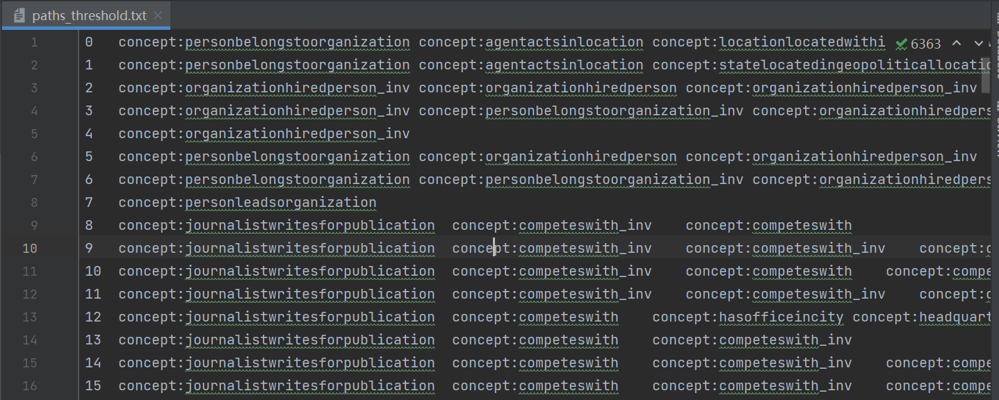 paths_threshold.txt
1 0 concept:personbelongstoorganization concept:agentactsinlocation concept:locationlocatedwithi 6363
2 1 concept:personbelongstoorganization concept:agentactsinlocation concept:statelocatedingeopoliticallocatio
3 2 concept:organizationhiredperson_inv concept:organizationhiredperson concept:organizationhiredperson_inv
4 3 concept:organizationhiredperson_inv concept:personbelongstoorganization_inv concept:organizationhiredpers
5 4 concept:organizationhiredperson_inv
6 5 concept:personbelongstoorganization concept:organizationhiredperson concept:organizationhiredperson_inv
7 6 concept:personbelongstoorganization concept:personbelongstoorganization_inv concept:organizationhiredpers
8 7 concept:personleadsorganization
9 8 concept:journalistwritesforpublication concept:competeswith_inv concept:competeswith
10 9 concept:journalistwritesforpublication concept:competeswith_inv concept:competeswith_inv concept:c
11 10 concept:journalistwritesforpublication concept:competeswith_inv concept:competeswith concept:compe
12 11 concept:journalistwritesforpublication concept:competeswith_inv concept:competeswith_inv concept:c
13 12 concept:journalistwritesforpublication concept:competeswith concept:hasofficeincity concept:headquart
14 13 concept:journalistwritesforpublication concept:competeswith concept:competeswith_inv
15 14 concept:journalistwritesforpublication concept:competeswith concept:competeswith_inv concept:compe
16 15 concept:journalistwritesforpublication concept:competeswith concept:competeswith_inv concept:compe